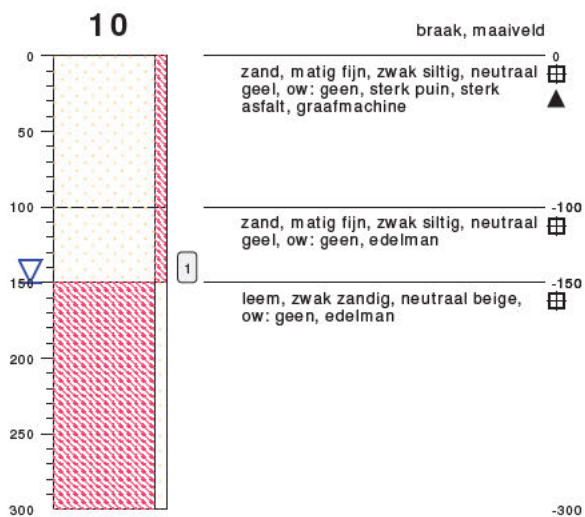 10
braak, maaiveld
0
0
zand, matig fijn, zwak siltig, neutraal
geel, ow: geen, sterk puin, sterk
asfalt, graafmachine
50
100
-100
zand, matig fijn, zwak siltig, neutraal
geel, ow: geen, edelman
1
150
-150
leem, zwak zandig, neutraal beige,
ow: geen, edelman
200
250
300
-300